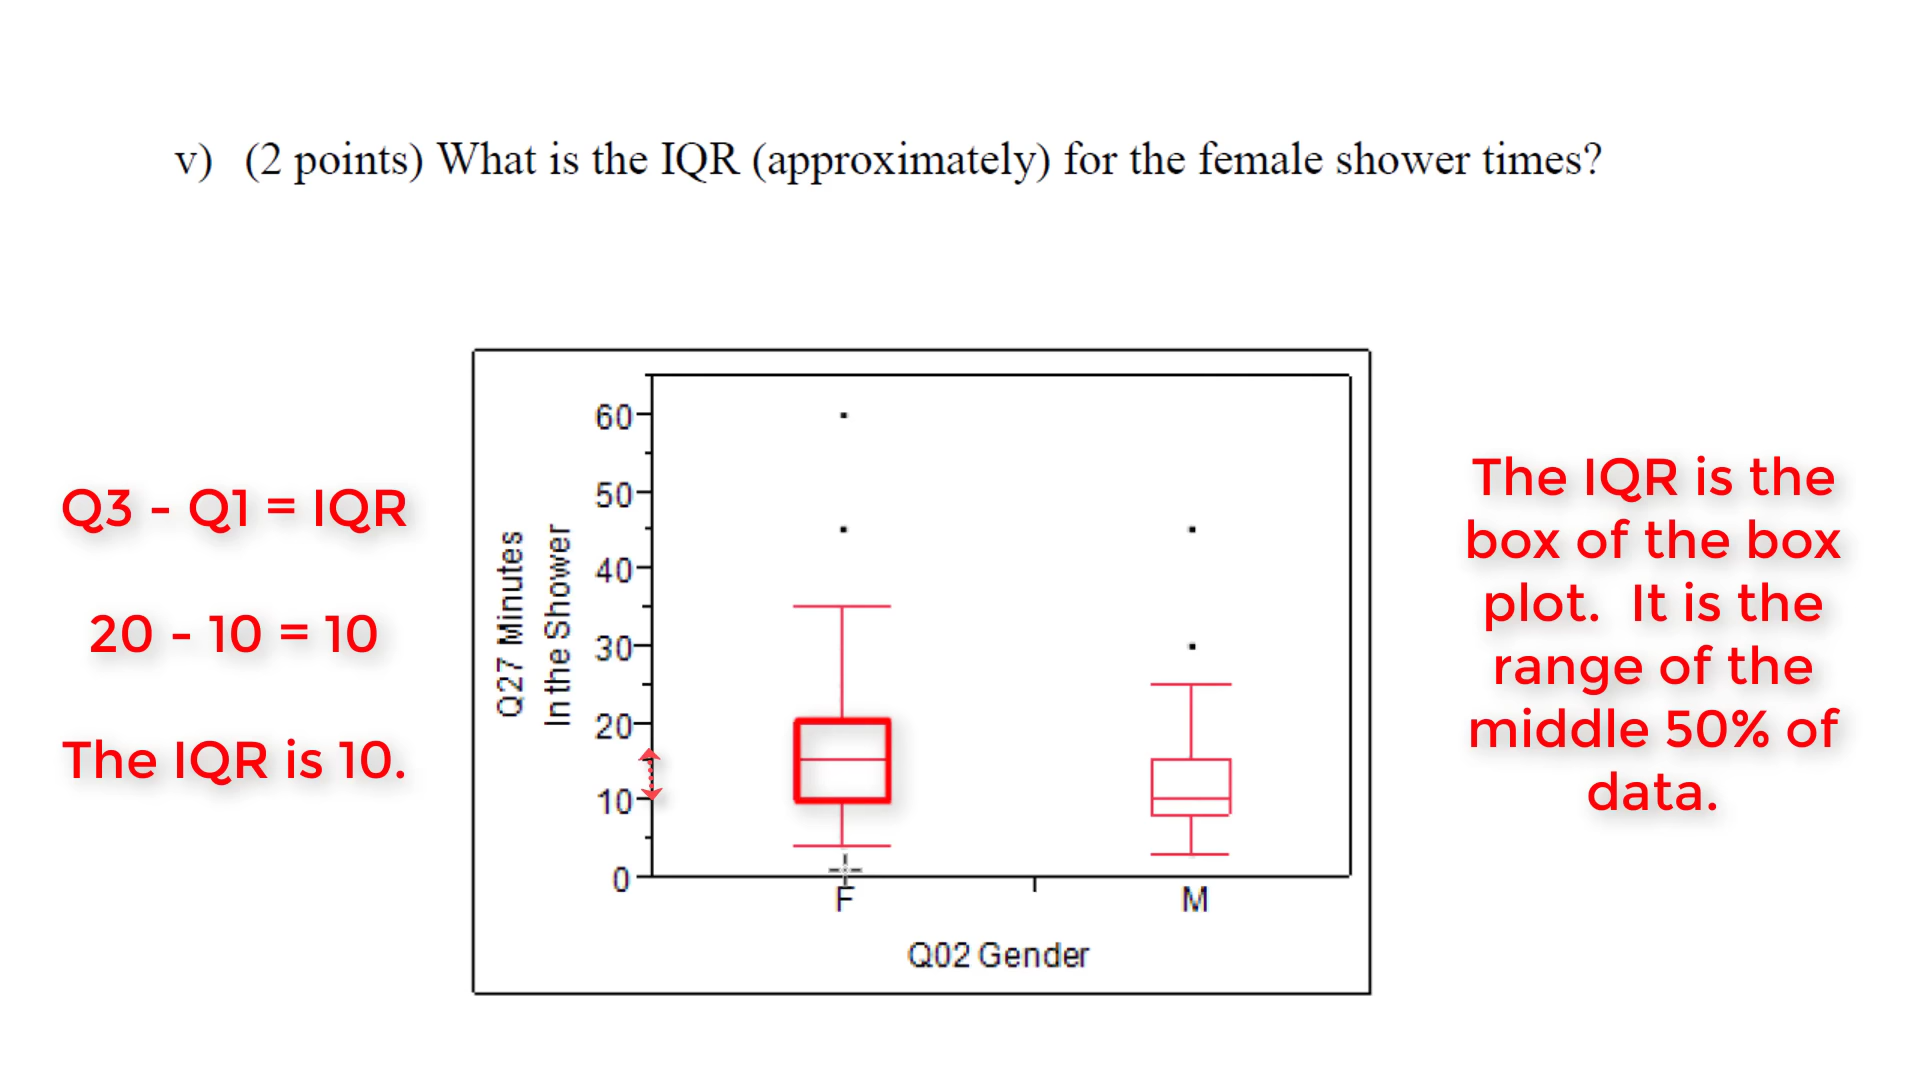 v) (2 points) What is the IQR (approximately) for the female shower times?
Q3 - Q1 = IQR
20 - 10 = 10
The IQR is 10.
Q27 Minutes
In the Shower
60
50
40
30
20
10
0
F
M
Q02 Gender
The IQR is the
box of the box
plot. It is the
range of the
middle 50% of
data.